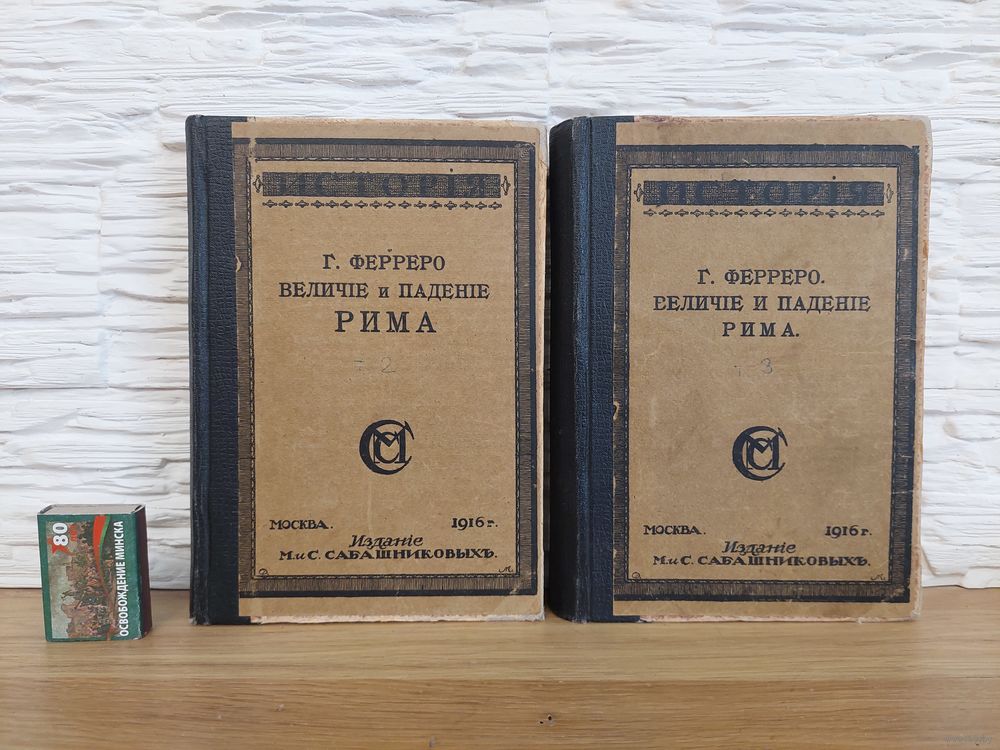 ИСТОРІЯ
Г. ФЕРРЕРО
ВЕЛИЧІЕ и ПАДЕНІЕ
РИМА
т 2
МОСКВА. 1916 г.
Изданіе
М. и С. САБАШНИКОВЫХЪ.
ИСТОРІЯ
Г. ФЕРРЕРО.
ВЕЛИЧІЕ И ПАДЕНІЕ
РИМА.
т 3
МОСКВА. 1916 г.
Изданіе
М. и С. САБАШНИКОВЫХЪ.
80
ОСВОБОЖДЕНИЕ МИНСКА